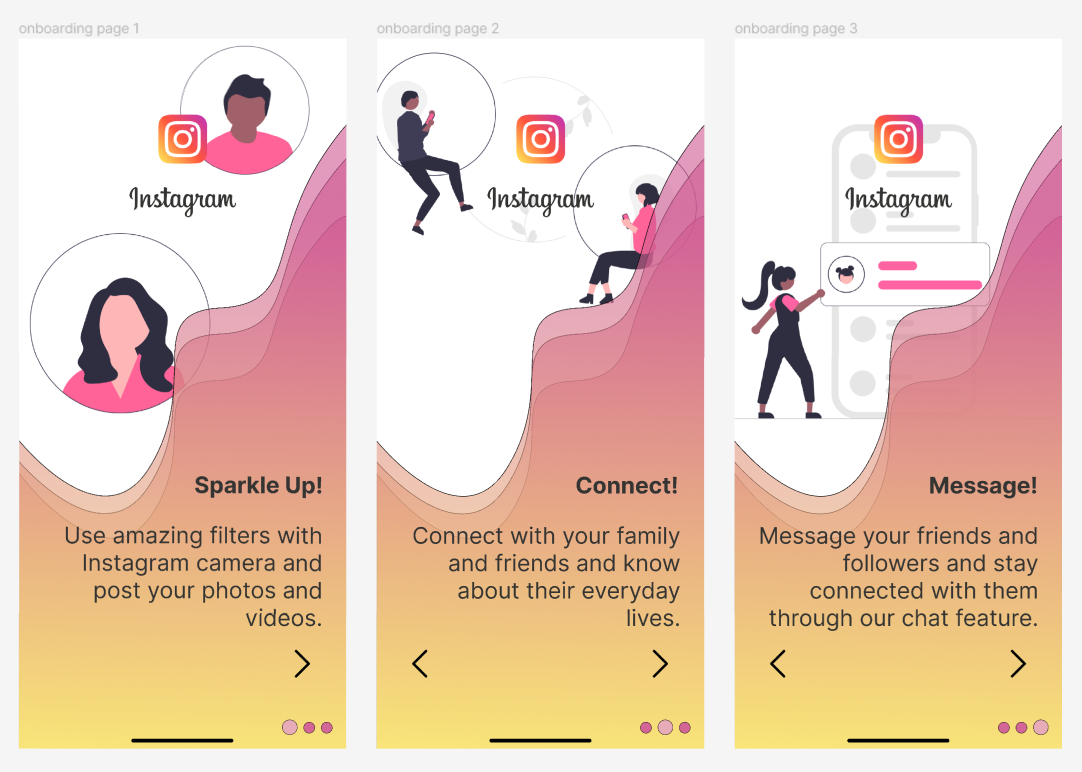 onboarding page 1
Instagram
Sparkle Up!
Use amazing filters with
Instagram camera and
post your photos and
videos.
onboarding page 2
Instagram
Connect!
Connect with your family
and friends and know
about their everyday
lives.
onboarding page 3
Instagram
Message!
Message your friends and
followers and stay
connected with them
through our chat feature.